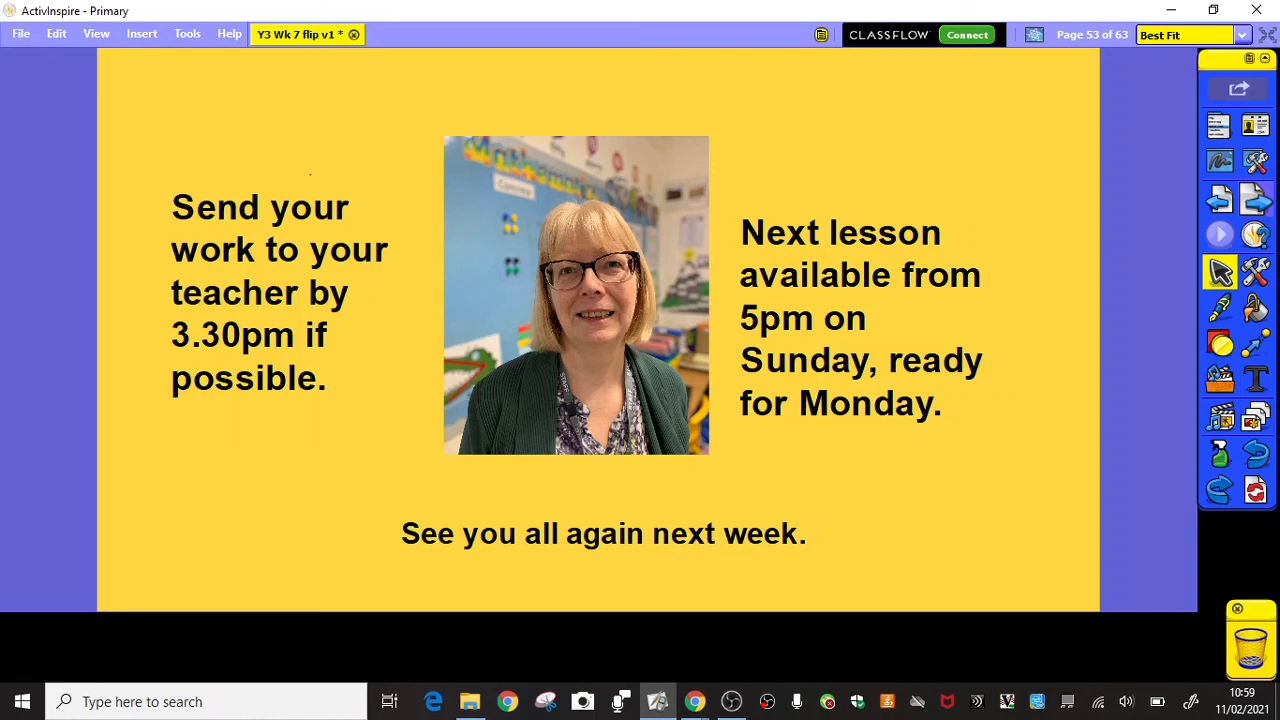 ActivInspire - Primary
File Edit View Insert Tools Help Y3 Wk 7 flip v1 *
CLASSFLOW Connect Page 53 of 63 Best Fit
Send your
work to your
teacher by
3.30pm if
possible.
Next lesson
available from
5pm on
Sunday, ready
for Monday.
See you all again next week.
Type here to search
10:59
11/02/2021